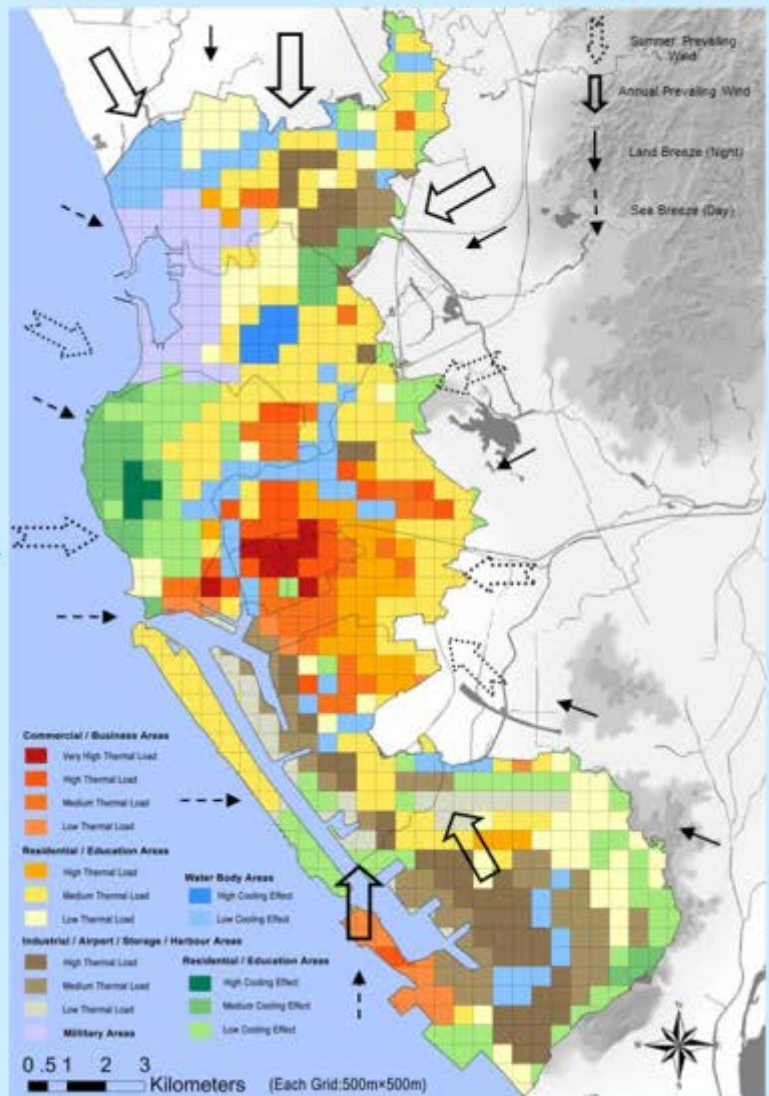 Summer Prevailing
Wind
Annual Prevailing Wind
Land Breeze (Night)
Sea Breeze (Day)
Commercial / Business Areas
Very High Thermal Load
High Thermal Load
Medium Thermal Load
Low Thermal Load
Residential / Education Areas
High Thermal Load
Medium Thermal Load
Low Thermal Load
Industrial / Airport / Storage / Harbour Areas
High Thermal Load
Medium Thermal Load
Low Thermal Load
Millitary Areas
Water Body Areas
High Cooling Effect
Low Cooling Effect
Residential / Education Areas
High Cooling Effect
Medium Cooling Effect
Low Cooling Effect
N
E
S
W
0 .5 1 2 3
Kilometers (Each Grid:500m×500m)